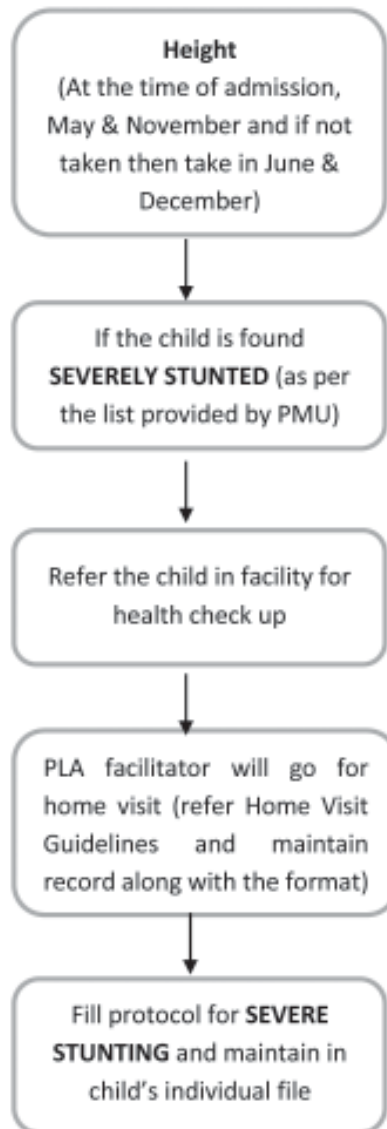 Height
(At the time of admission,
May & November and if not
taken then take in June &
December)
If the child is found
SEVERELY STUNTED (as per
the list provided by PMU)
Refer the child in facility for
health check up
PLA facilitator will go for
home visit (refer Home Visit
Guidelines and maintain
record along with the format)
Fill protocol for SEVERE
STUNTING and maintain in
child's individual file